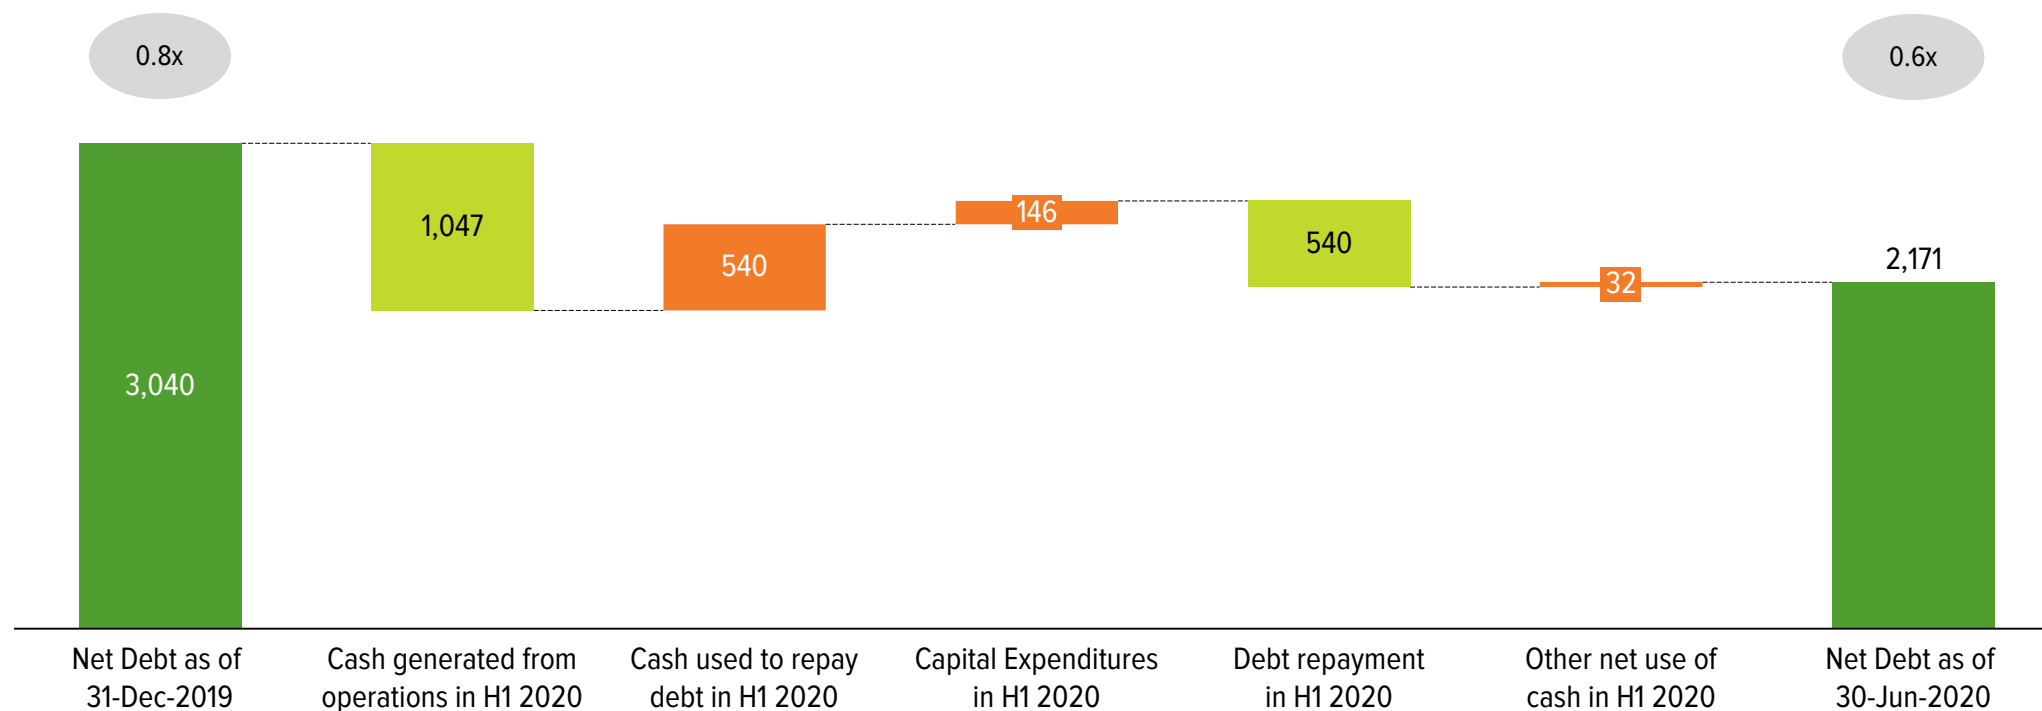 0.8x
0.6x
3,040
1,047
540
146
540
32
2,171
Net Debt as of
31-Dec-2019
Cash generated from
operations in H1 2020
Cash used to repay
debt in H1 2020
Capital Expenditures
in H1 2020
Debt repayment
in H1 2020
Other net use of
cash in H1 2020
Net Debt as of
30-Jun-2020